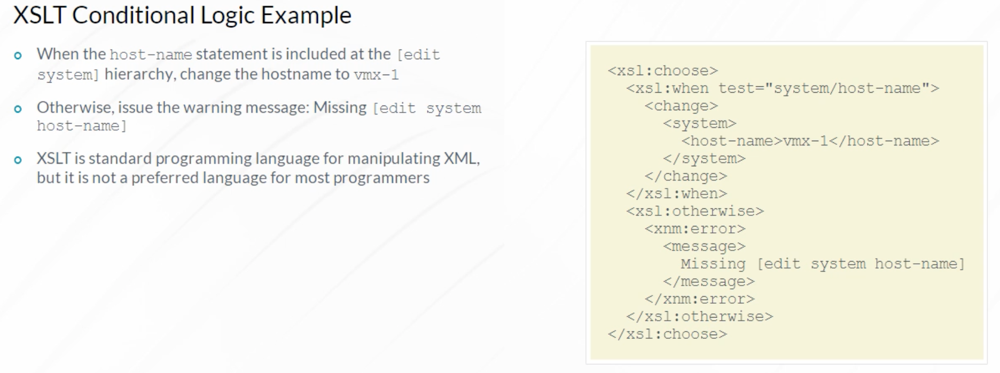 XSLT Conditional Logic Example
When the host-name statement is included at the [edit
system] hierarchy, change the hostname to vmx-1
Otherwise, issue the warning message: Missing [edit system
host-name]
XSLT is standard programming language for manipulating XML,
but it is not a preferred language for most programmers
<xsl:choose>
  <xsl:when test="system/host-name">
    <change>
      <system>
        <host-name>vmx-1</host-name>
      </system>
    </change>
  </xsl:when>
  <xsl:otherwise>
    <xnm:error>
      <message>
        Missing [edit system host-name]
      </message>
    </xnm:error>
  </xsl:otherwise>
</xsl:choose>